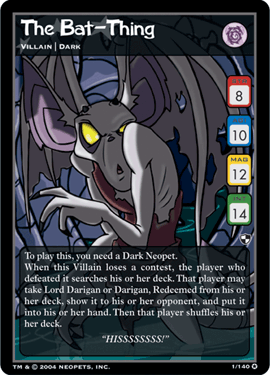 The Bat-Thing
VILLAIN | DARK
8
10
MAG
12
14
To play this, you need a Dark Neopet.
When this Villain loses a contest, the player who
defeated it searches his or her deck. That player may
take Lord Darigan or Darigan, Redeemed from his or
her deck, show it to his or her opponent, and put it
into his or her hand. Then that player shuffles his or
her deck.
"HISSSSSSSS!"
TM & © 2004 NEOPETS, INC.
1/140